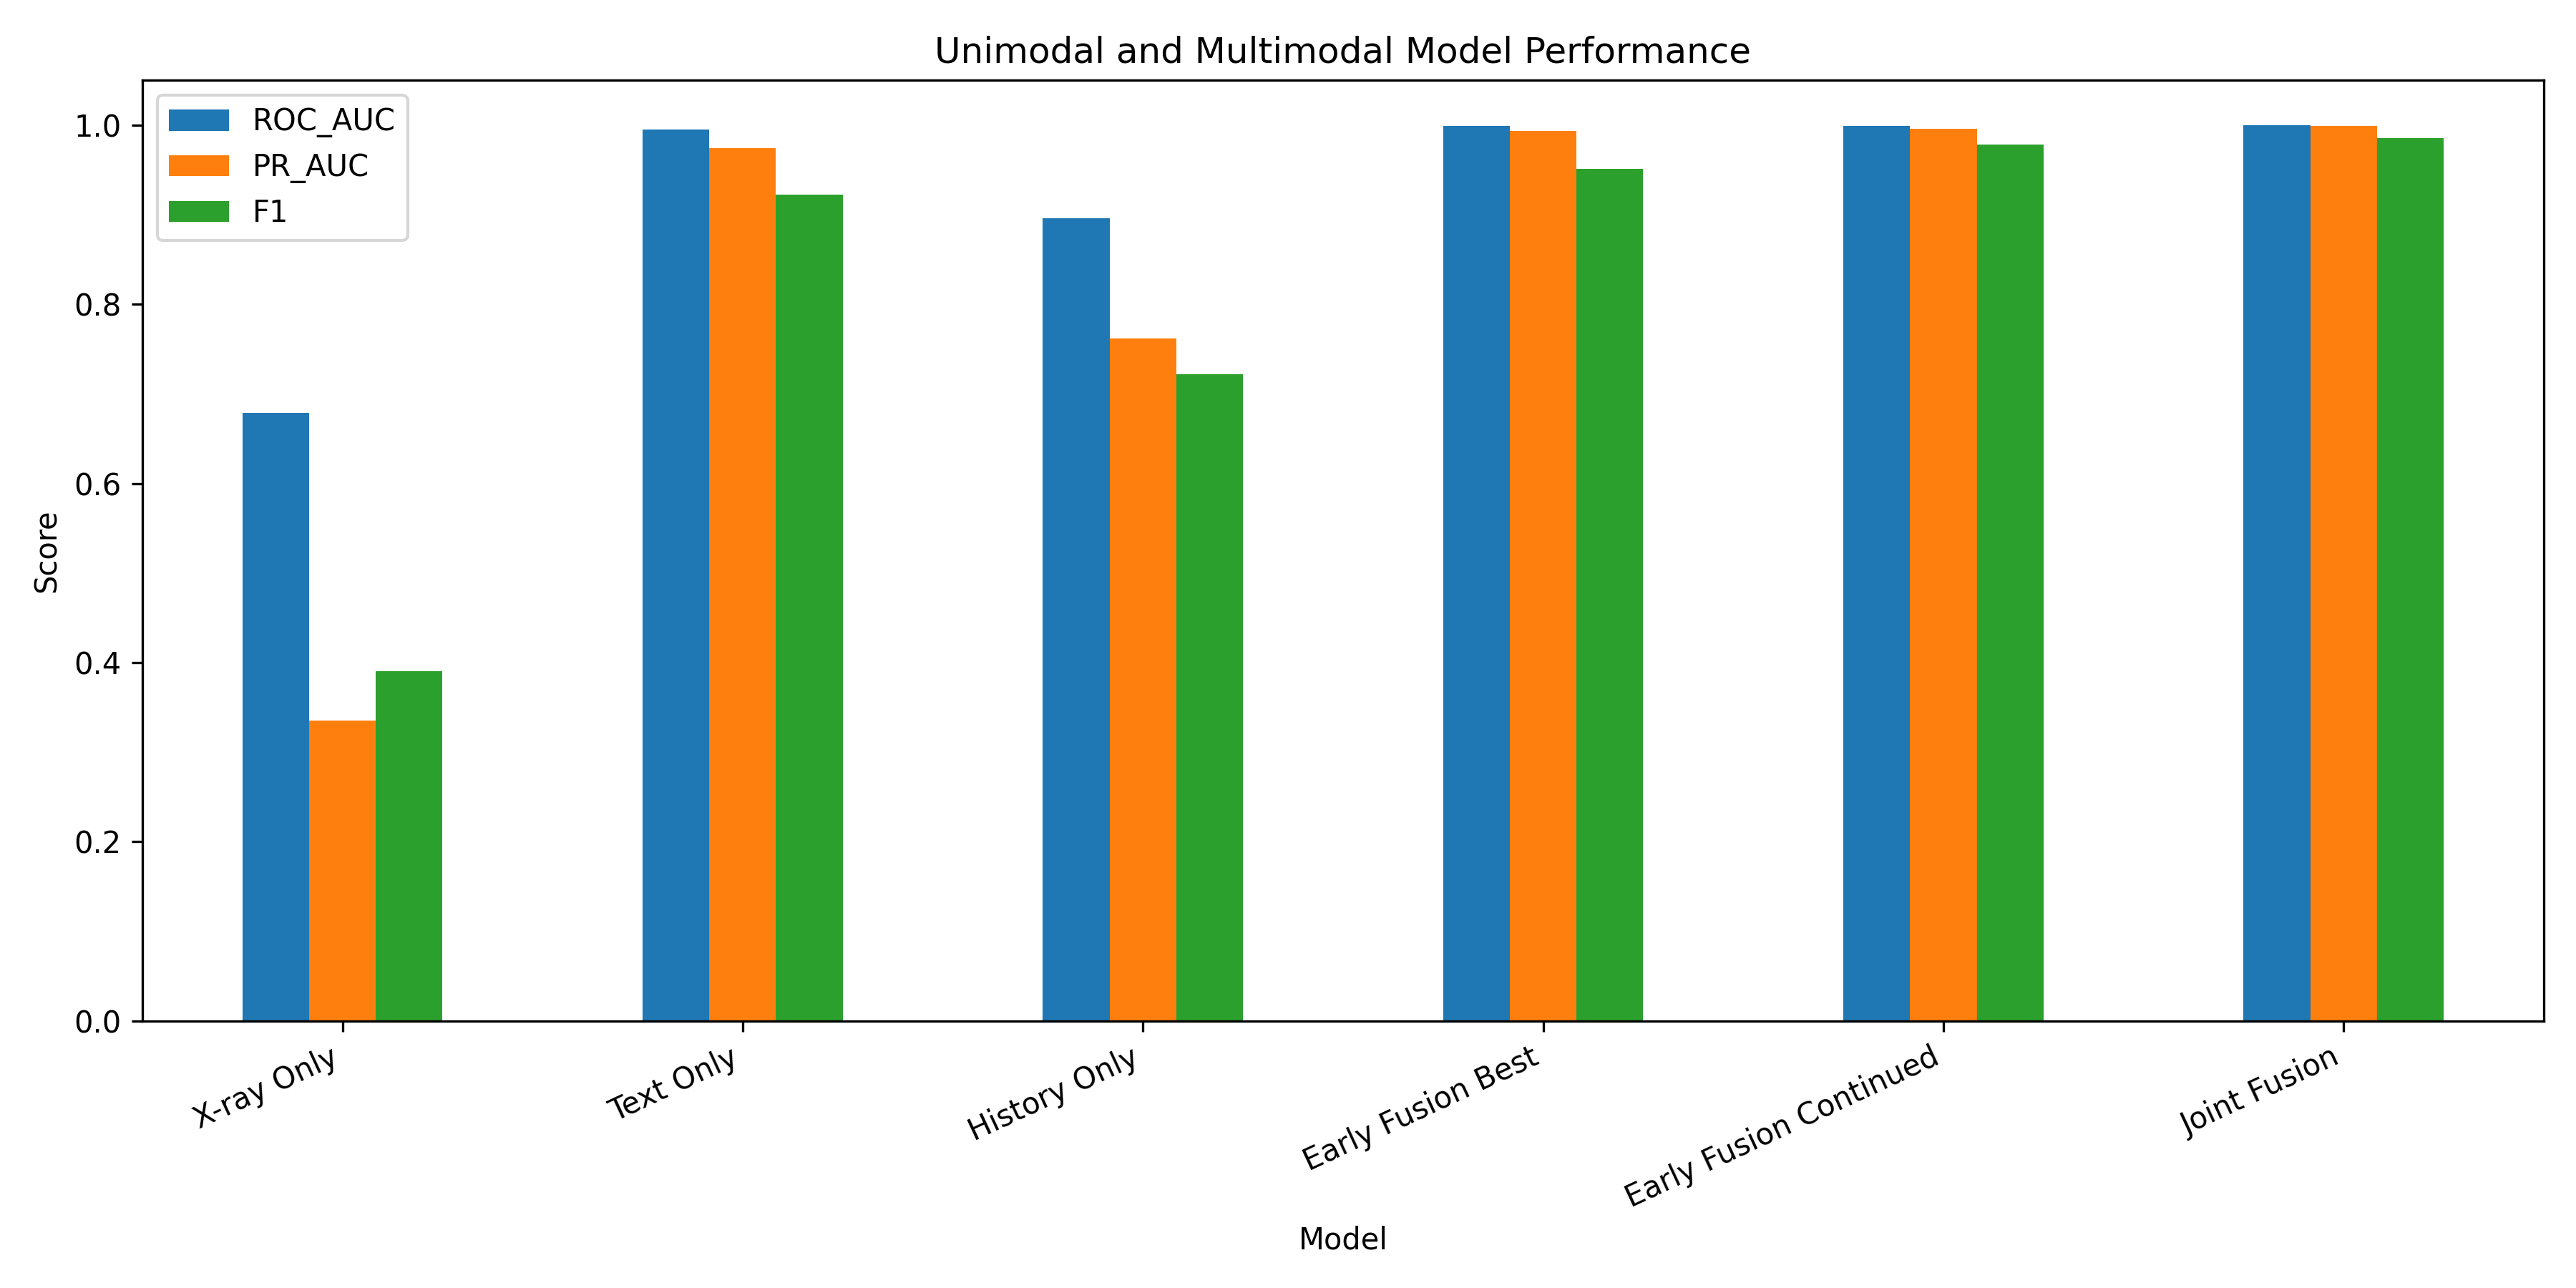 Unimodal and Multimodal Model Performance
ROC_AUC
PR_AUC
F1
1.0
0.8
0.6
0.4
0.2
0.0
Score
X-ray Only
Text Only
History Only
Early Fusion Best
Early Fusion Continued
Joint Fusion
Model